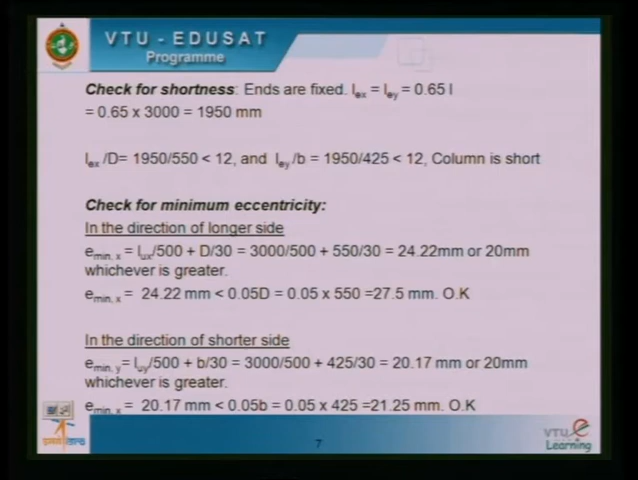 VTU - EDUSAT
Programme
Check for shortness: Ends are fixed. lex = ley = 0.65 l
= 0.65 x 3000 = 1950 mm
lex /D= 1950/550 < 12, and ley /b = 1950/425 < 12, Column is short
Check for minimum eccentricity:
In the direction of longer side
emin, x = lux/500 + D/30 = 3000/500 + 550/30 = 24.22mm or 20mm
whichever is greater.
emin, x = 24.22 mm < 0.05D = 0.05 x 550 =27.5 mm. O.K
In the direction of shorter side
emin, y= luy/500 + b/30 = 3000/500 + 425/30 = 20.17 mm or 20mm
whichever is greater.
emin, x = 20.17 mm < 0.05b = 0.05 x 425 =21.25 mm. O.K
7
VTU e
Learning